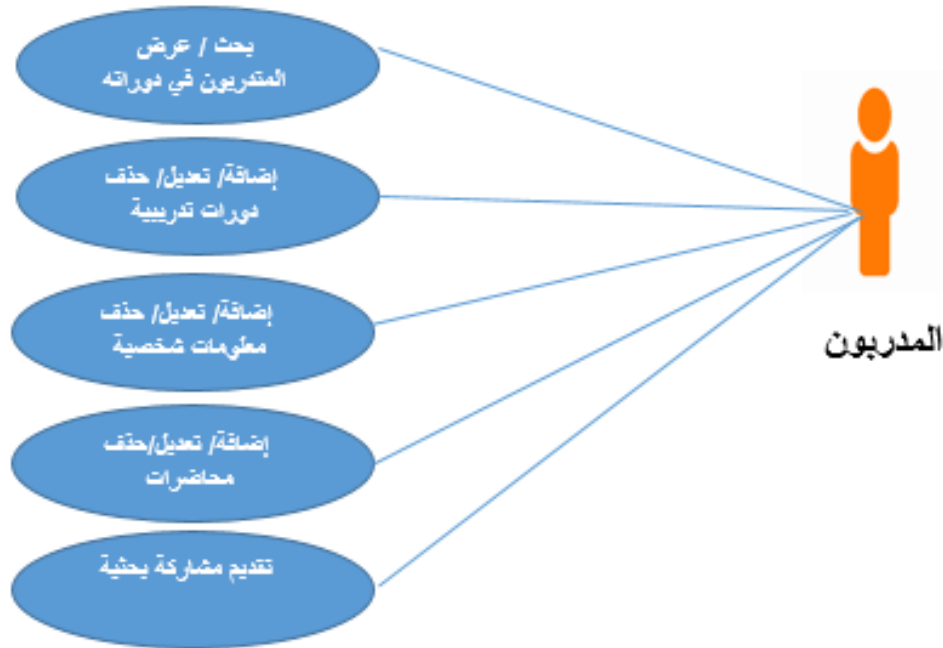 بحث / عرض
المتدربون في دوراته
إضافة/ تعديل/ حذف
دورات تدريبية
إضافة/ تعديل/ حذف
معلومات شخصية
إضافة/ تعديل/حذف
محاضرات
تقديم مشاركة بحثية
المدربون